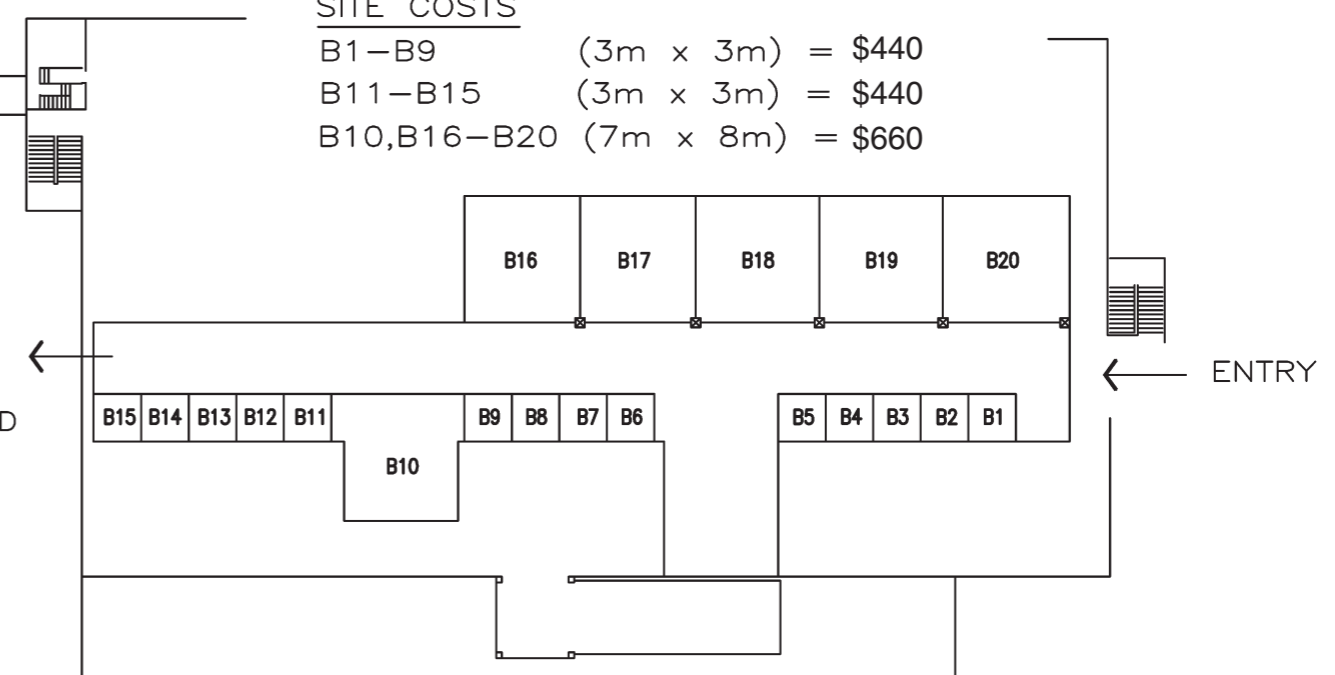 SITE COSTS
B1-B9 (3m x 3m) = $440
B11-B15 (3m x 3m) = $440
B10,B16-B20 (7m x 8m) = $660
B16 B17 B18 B19 B20
ENTRY
D
B15 B14 B13 B12 B11 B9 B8 B7 B6 B5 B4 B3 B2 B1
B10